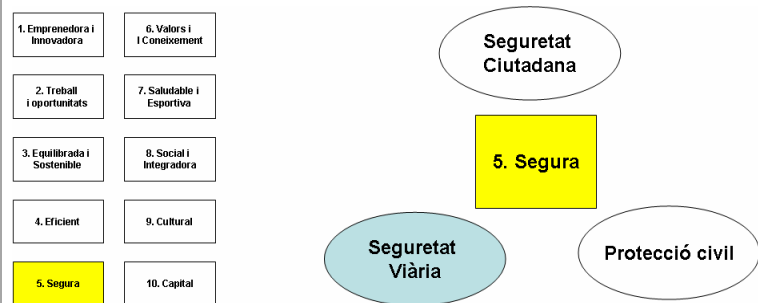 1. Emprenedora i
Innovadora
6. Valors i
l Coneixement
2. Treball
i oportunitats
7. Saludable i
Esportiva
3. Equilibrada i
Sostenible
8. Social i
Integradora
4. Eficient
9. Cultural
5. Segura
10. Capital
Seguretat
Ciutadana
5. Segura
Seguretat
Viària
Protecció civil